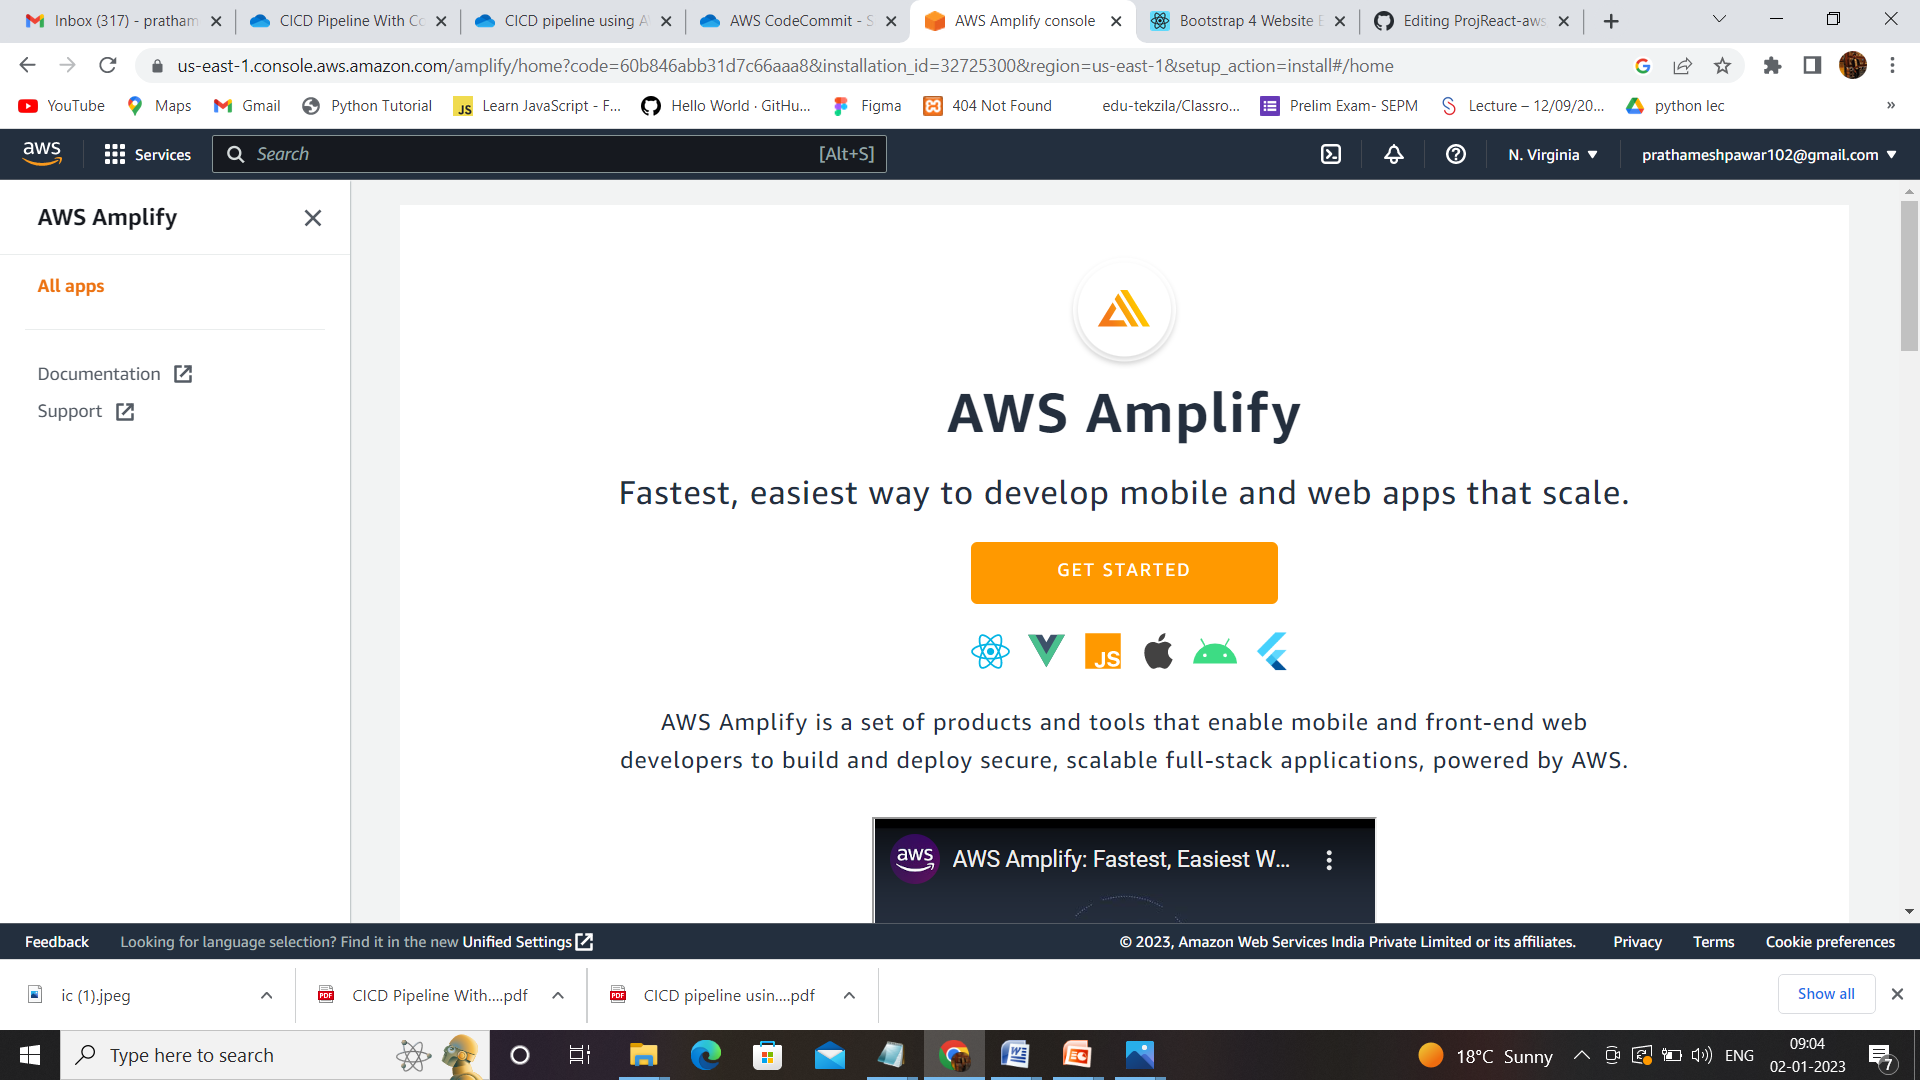 Inbox (317) - pratham
CICD Pipeline With Co
CICD pipeline using A
AWS CodeCommit - S
AWS Amplify console
Bootstrap 4 Website E
Editing ProjReact-aws
us-east-1.console.aws.amazon.com/amplify/home?code=60b846abb31d7c66aaa8&installation_id=32725300&region=us-east-1&setup_action=install#/home
YouTube
Maps
Gmail
Python Tutorial
JS
Learn JavaScript - F...
Hello World · GitHu...
Figma
404 Not Found
edu-tekzila/Classro...
Prelim Exam- SEPM
Lecture – 12/09/20...
python lec
»
aws
Services
Search
[Alt+S]
N. Virginia
prathameshpawar102@gmail.com
AWS Amplify
All apps
Documentation
Support
AWS Amplify
Fastest, easiest way to develop mobile and web apps that scale.
GET STARTED
JS
AWS Amplify is a set of products and tools that enable mobile and front-end web
developers to build and deploy secure, scalable full-stack applications, powered by AWS.
aws
AWS Amplify: Fastest, Easiest W...
Feedback
Looking for language selection? Find it in the new Unified Settings
© 2023, Amazon Web Services India Private Limited or its affiliates.
Privacy
Terms
Cookie preferences
ic (1).jpeg
PDF
CICD Pipeline With....pdf
PDF
CICD pipeline usin....pdf
Show all
Type here to search
18°C Sunny
ENG
09:04
02-01-2023
7